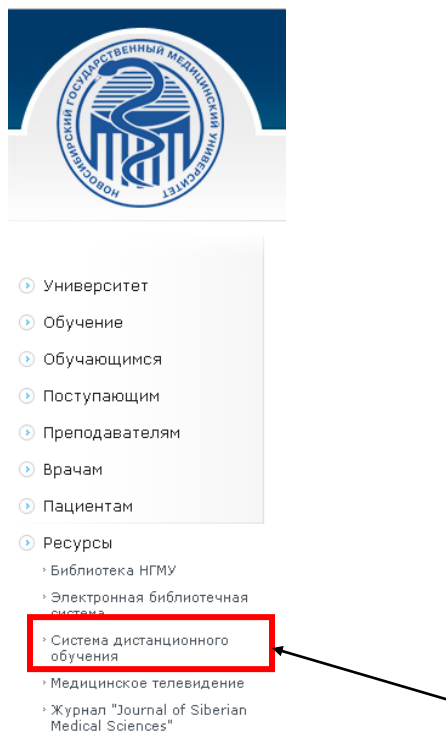 НОВОСИБИРСКИЙ ГОСУДАРСТВЕННЫЙ МЕДИЦИНСКИЙ УНИВЕРСИТЕТ
Университет
Обучение
Обучающимся
Поступающим
Преподавателям
Врачам
Пациентам
Ресурсы
Библиотека НГМУ
Электронная библиотечная
система
Система дистанционного
обучения
Медицинское телевидение
Журнал "Journal of Siberian
Medical Sciences"